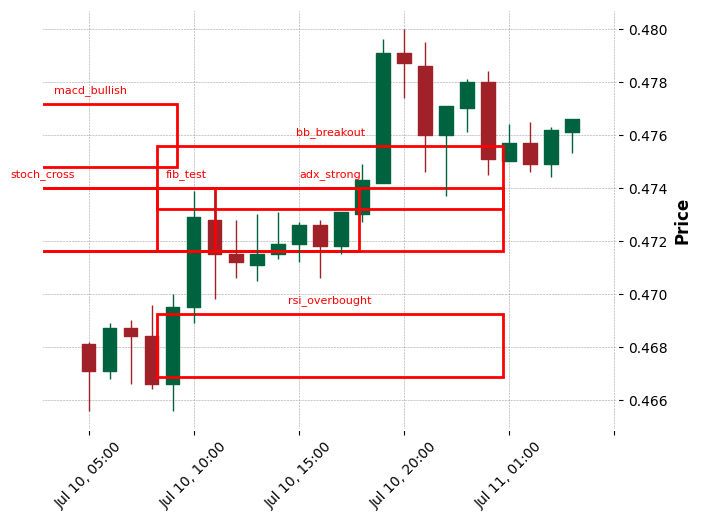 macd_bullish
bb_breakout
stoch_cross
fib_test
adx_strong
rsi_overbought
0.480
0.478
0.476
0.474
0.472
0.470
0.468
0.466
Price
Jul 10, 05:00
Jul 10, 10:00
Jul 10, 15:00
Jul 10, 20:00
Jul 11, 01:00